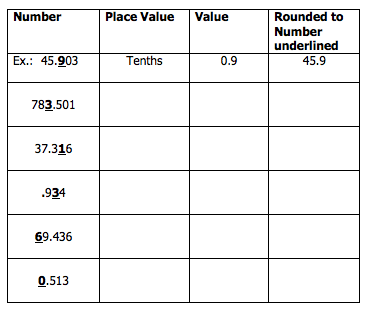 Number Place Value Value Rounded to
Number
underlined
Ex.: 45.903 Tenths 0.9 45.9
783.501
37.316
.934
69.436
0.513